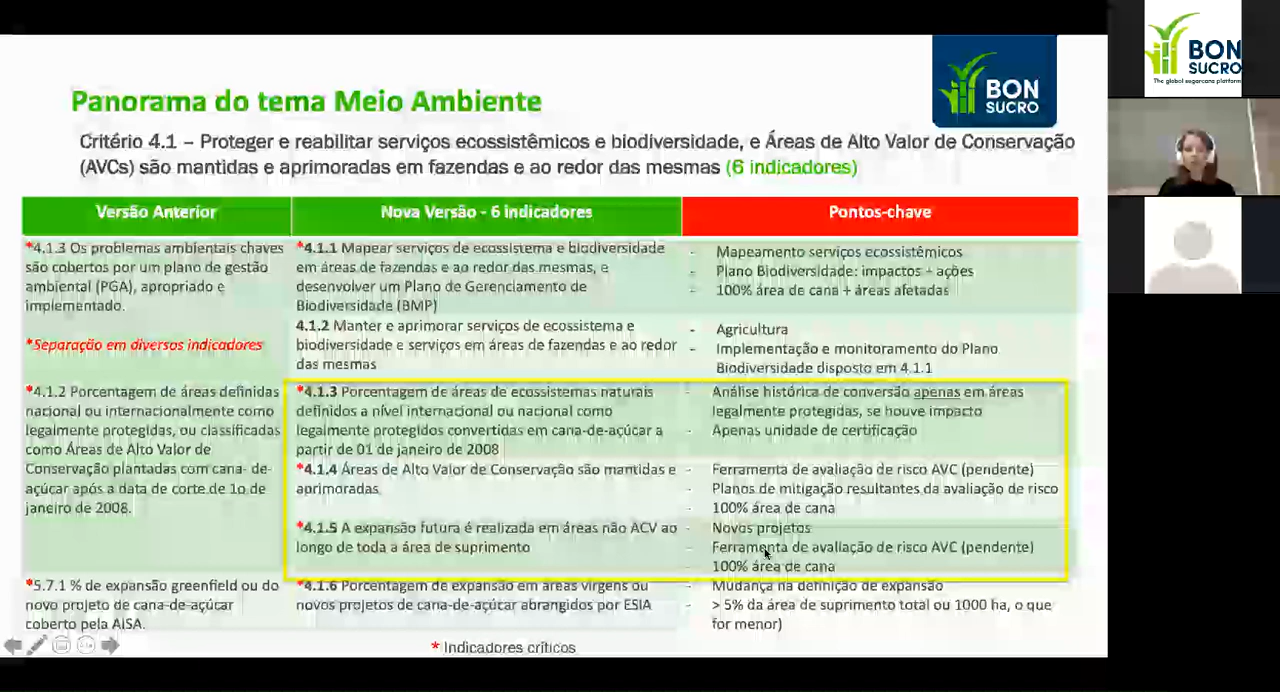 BON
SUCRO
The global sugarcane platform
BON
SUCRO
Panorama do tema Meio Ambiente
Critério 4.1 – Proteger e reabilitar serviços ecossistêmicos e biodiversidade, e Áreas de Alto Valor de Conservação
(AVCs) são mantidas e aprimoradas em fazendas e ao redor das mesmas (6 indicadores)
Versão Anterior
Nova Versão - 6 indicadores
Pontos-chave
*4.1.3 Os problemas ambientais chaves
são cobertos por um plano de gestão
ambiental (PGA), apropriado e
implementado.
*Separação em diversos indicadores
*4.1.1 Mapear serviços de ecossistema e biodiversidade
em áreas de fazendas e ao redor das mesmas, e
desenvolver um Plano de Gerenciamento de
Biodiversidade (BMP)
- Mapeamento serviços ecossistêmicos
- Plano Biodiversidade: impactos + ações
- 100% área de cana + áreas afetadas
4.1.2 Manter e aprimorar serviços de ecossistema e
biodiversidade e serviços em áreas de fazendas e ao redor
das mesmas
- Agricultura
- Implementação e monitoramento do Plano
Biodiversidade disposto em 4.1.1
*4.1.2 Porcentagem de áreas definidas
nacional ou internacionalmente como
legalmente protegidas, ou classificadas
como Áreas de Alto Valor de
Conservação plantadas com cana- de-
açúcar após a data de corte de 1o de
janeiro de 2008.
*4.1.3 Porcentagem de áreas de ecossistemas naturais
definidos a nível internacional ou nacional como
legalmente protegidos convertidas em cana-de-açúcar a
partir de 01 de janeiro de 2008
- Análise histórica de conversão apenas em áreas
legalmente protegidas, se houve impacto
- Apenas unidade de certificação
*4.1.4 Áreas de Alto Valor de Conservação são mantidas e
aprimoradas
- Ferramenta de avaliação de risco AVC (pendente)
- Planos de mitigação resultantes da avaliação de risco
- 100% área de cana
*4.1.5 A expansão futura é realizada em áreas não ACV ao
longo de toda a área de suprimento
- Novos projetos
- Ferramenta de avaliação de risco AVC (pendente)
- 100% área de cana
*5.7.1 % de expansão greenfield ou do
novo projeto de cana-de-açúcar
coberto pela AISA.
*4.1.6 Porcentagem de expansão em áreas virgens ou
novos projetos de cana-de-açúcar abrangidos por ESIA
- Mudança na definição de expansão
- > 5% da área de suprimento total ou 1000 ha, o que
for menor)
* Indicadores críticos